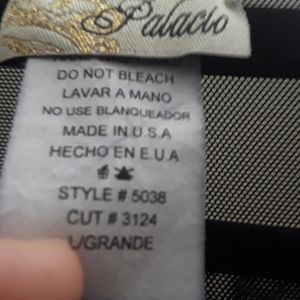 Palacio
DO NOT BLEACH
LAVAR A MANO
NO USE BLANQUEADOR
MADE IN U.S.A
HECHO EN E.U.A
STYLE # 5038
CUT # 3124
L/GRANDE